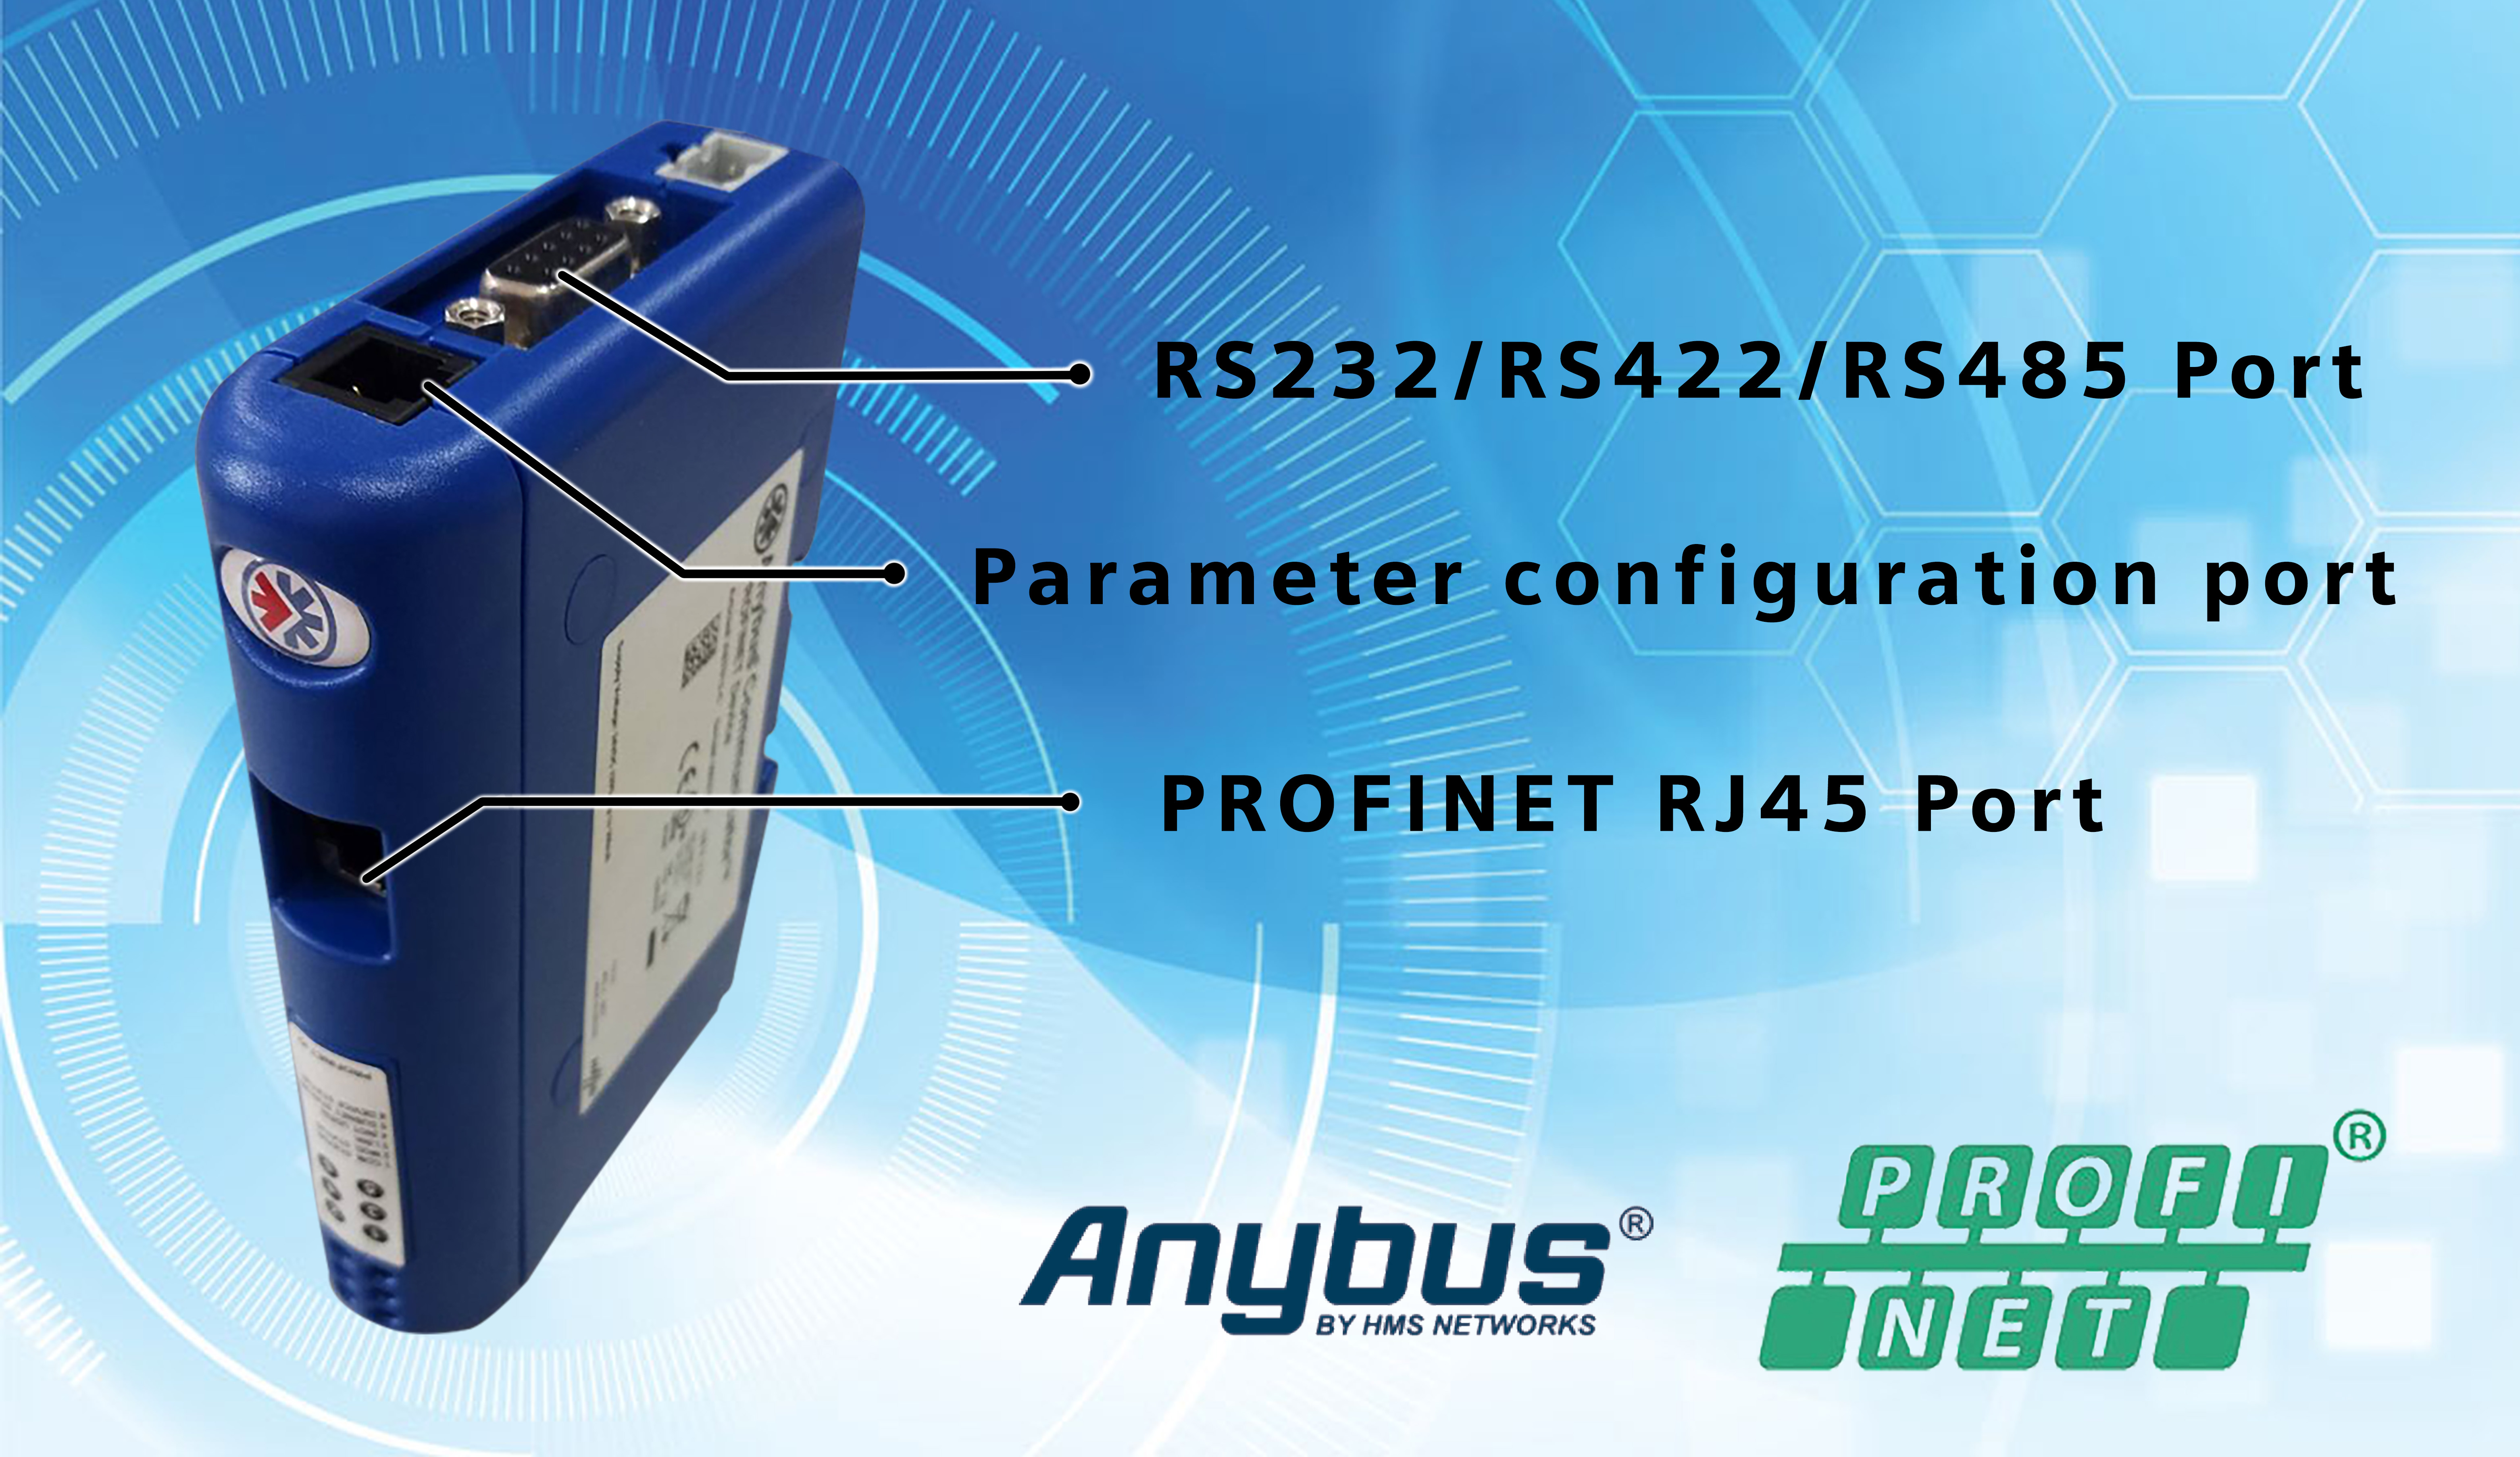 RS232/RS422/RS485 Port
Parameter configuration port
PROFINET RJ45 Port
Anybus®
BY HMS NETWORKS
PROFI®
NET